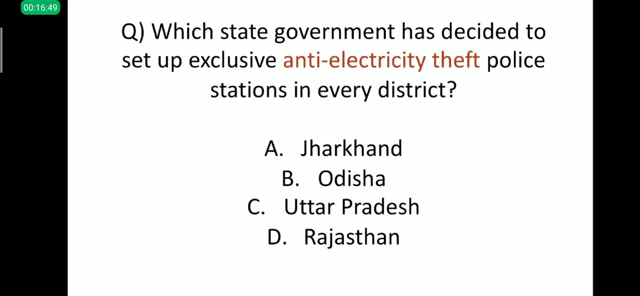 00:16:49
Q) Which state government has decided to
set up exclusive anti-electricity theft police
stations in every district?
A. Jharkhand
B. Odisha
C. Uttar Pradesh
D. Rajasthan